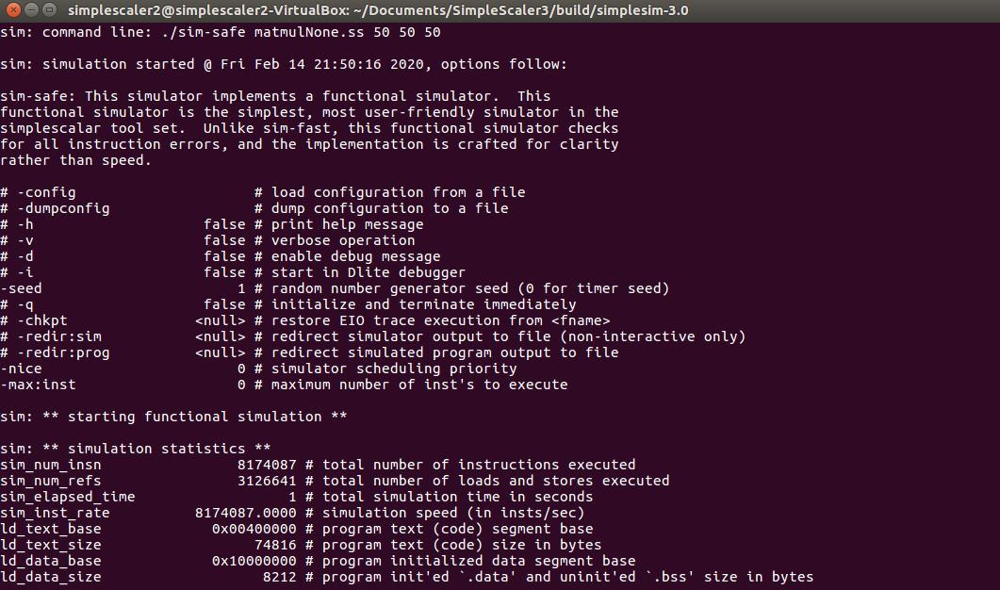 simplescaler2@simplescaler2-VirtualBox: ~/Documents/SimpleScaler3/build/simplesim-3.0
sim: command line: ./sim-safe matmulNone.ss 50 50 50
sim: simulation started @ Fri Feb 14 21:50:16 2020, options follow:
sim-safe: This simulator implements a functional simulator.  This
functional simulator is the simplest, most user-friendly simulator in the
simplescalar tool set.  Unlike sim-fast, this functional simulator checks
for all instruction errors, and the implementation is crafted for clarity
rather than speed.
# -config                     # load configuration from a file
# -dumpconfig                 # dump configuration to a file
# -h                    false # print help message
# -v                    false # verbose operation
# -d                    false # enable debug message
# -i                    false # start in Dlite debugger
-seed                       1 # random number generator seed (0 for timer seed)
# -q                    false # initialize and terminate immediately
# -chkpt               <null> # restore EIO trace execution from <fname>
# -redir:sim           <null> # redirect simulator output to file (non-interactive only)
# -redir:prog          <null> # redirect simulated program output to file
-nice                       0 # simulator scheduling priority
-max:inst                   0 # maximum number of inst's to execute
sim: ** starting functional simulation **
sim: ** simulation statistics **
sim_num_insn                8174087 # total number of instructions executed
sim_num_refs                3126641 # total number of loads and stores executed
sim_elapsed_time                  1 # total simulation time in seconds
sim_inst_rate          8174087.0000 # simulation speed (in insts/sec)
ld_text_base             0x00400000 # program text (code) segment base
ld_text_size                  74816 # program text (code) size in bytes
ld_data_base             0x10000000 # program initialized data segment base
ld_data_size                   8212 # program init'ed `.data' and uninit'ed `.bss' size in bytes